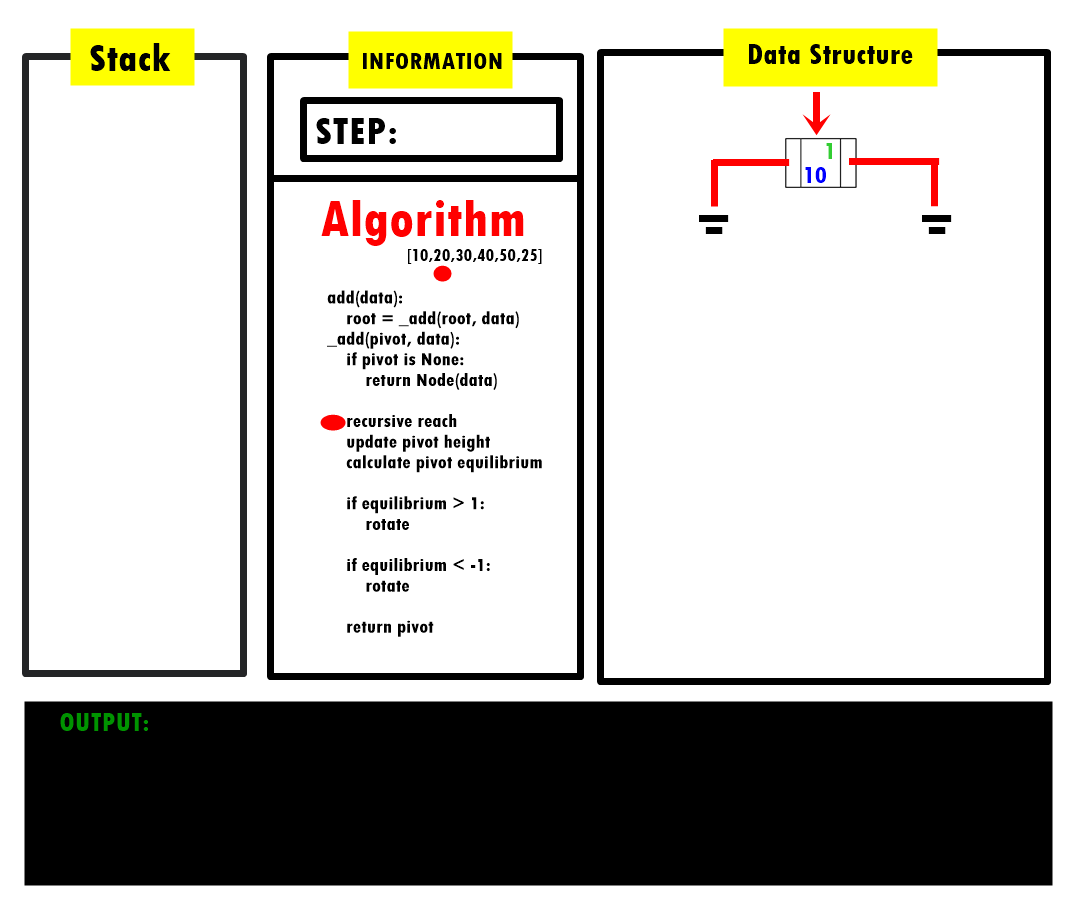 Stack
INFORMATION
STEP:
Algorithm
[10,20,30,40,50,25]
add(data):
root = _add(root, data)
_add(pivot, data):
if pivot is None:
return Node(data)
recursive reach
update pivot height
calculate pivot equilibrium
if equilibrium > 1:
rotate
if equilibrium < -1:
rotate
return pivot
Data Structure
1
10
OUTPUT: